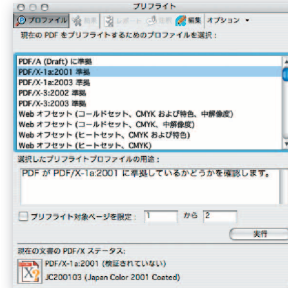 プリフライト
プロファイル 結果 レポート 注釈 編集 オプション
現在の PDF をプリフライトするためのプロファイルを選択：
PDF/A (Draft) に準拠
PDF/X-1a:2001 準拠
PDF/X-1a:2003 準拠
PDF/X-3:2002 準拠
PDF/X-3:2003 準拠
Web オフセット (コールドセット、CMYK および特色、中解像度)
Web オフセット (コールドセット、CMYK、中解像度)
Web オフセット (ヒートセット、CMYK および特色)
Web オフセット (ヒートセット、CMYK)
選択したプリフライトプロファイルの用途：
PDF が PDF/X-1a:2001 に準拠しているかどうかを確認します。
プリフライト対象ページを限定： 1 から 2
実行
現在の文書の PDF/X ステータス:
PDF/X-1a:2001 (検証されていない)
JC200103 (Japan Color 2001 Coated)